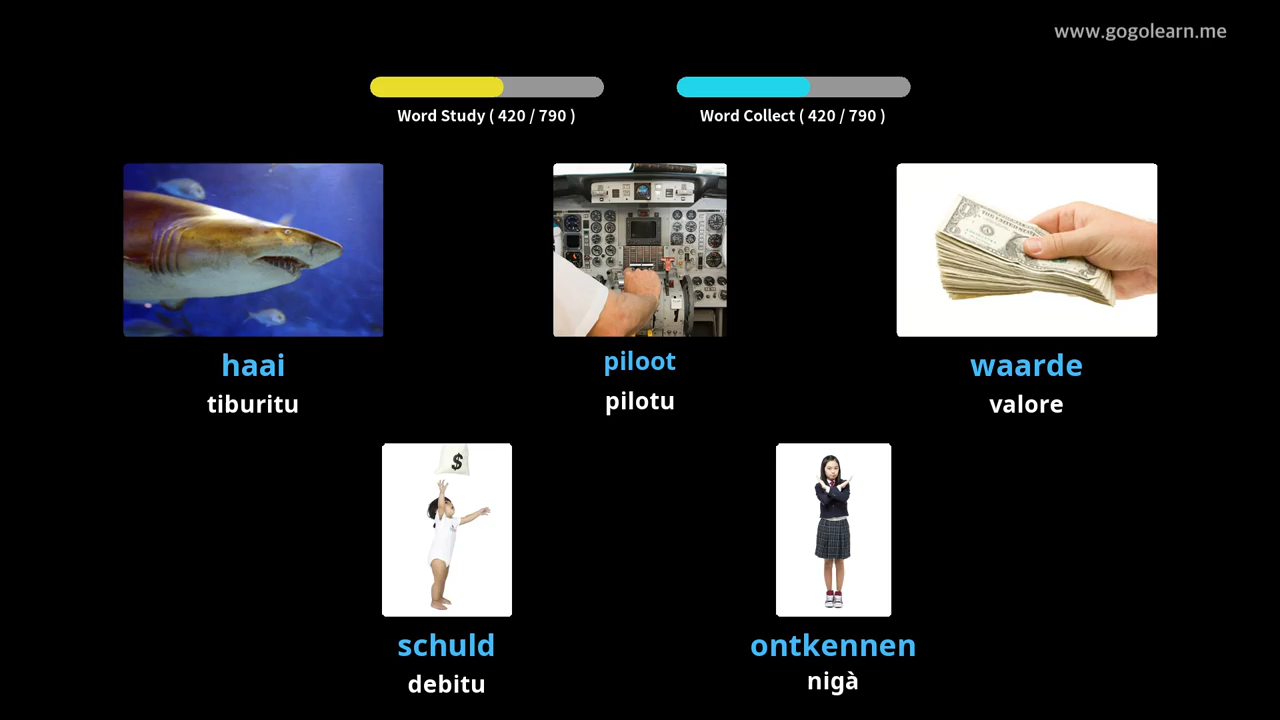 www.gogolearn.me
Word Study ( 420 / 790 )
Word Collect ( 420 / 790 )
haai
tiburitu
piloot
pilotu
waarde
valore
$
schuld
debitu
ontkennen
nigà